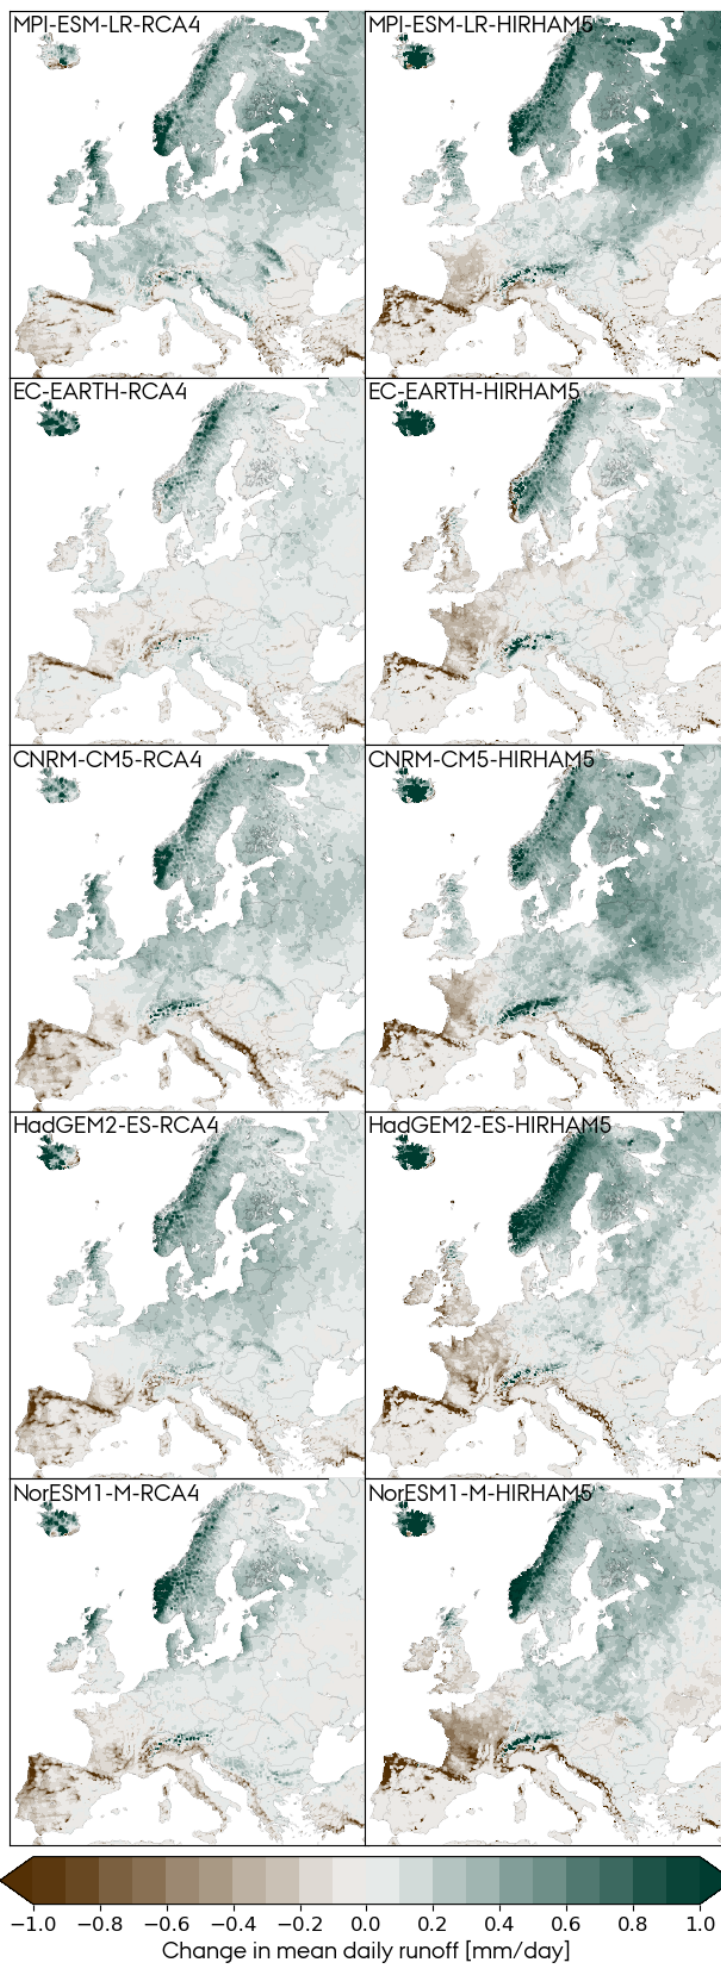 MPI-ESM-LR-RCA4
MPI-ESM-LR-HIRHAM5
EC-EARTH-RCA4
EC-EARTH-HIRHAM5
CNRM-CM5-RCA4
CNRM-CM5-HIRHAM5
HadGEM2-ES-RCA4
HadGEM2-ES-HIRHAM5
NorESM1-M-RCA4
NorESM1-M-HIRHAM5
−1.0 −0.8 −0.6 −0.4 −0.2 0.0 0.2 0.4 0.6 0.8 1.0
Change in mean daily runoff [mm/day]